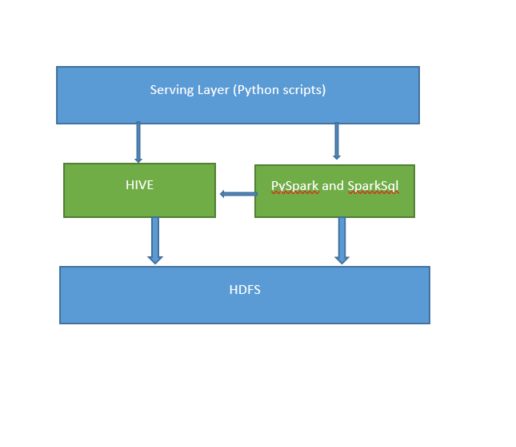 Serving Layer (Python scripts)
HIVE
PySpark and SparkSql
HDFS